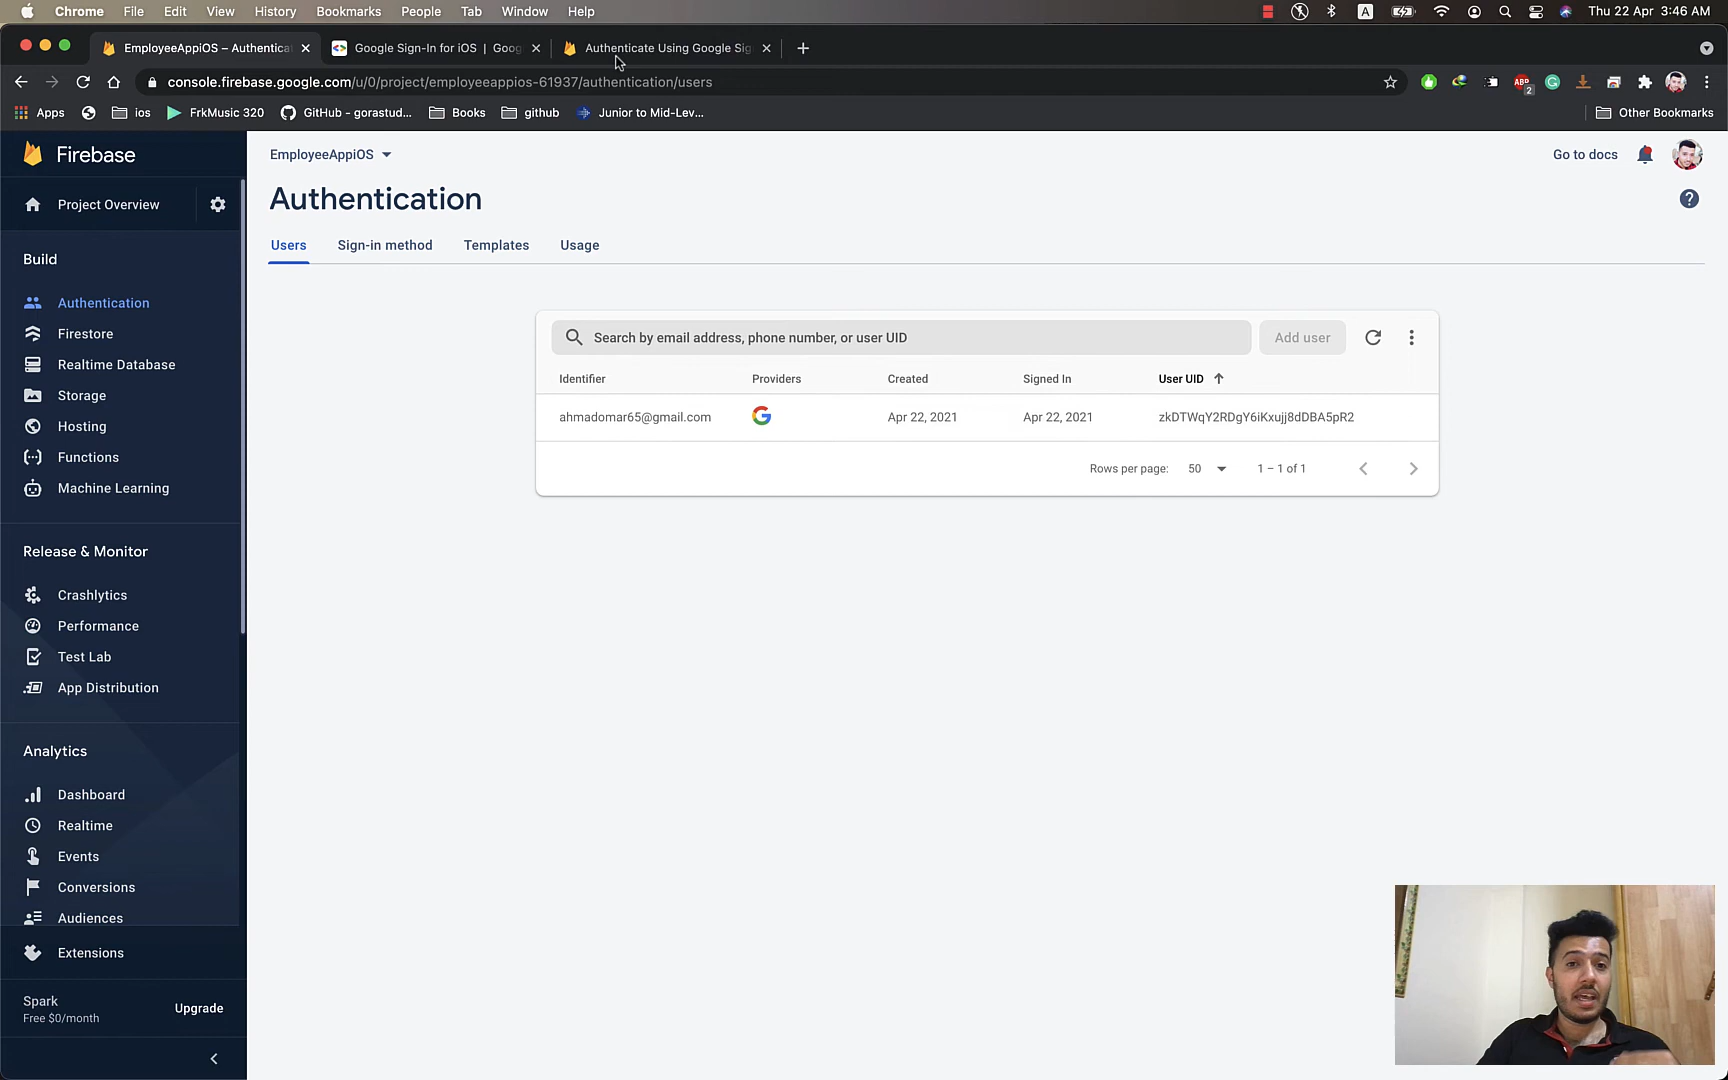 Chrome File Edit View History Bookmarks People Tab Window Help Thu 22 Apr 3:46 AM
EmployeeAppiOS – Authenticat Google Sign-In for iOS | Goog Authenticate Using Google Sig
console.firebase.google.com/u/0/project/employeeappios-61937/authentication/users
ABP 2
Apps ios FrkMusic 320 GitHub - gorastud... Books github Junior to Mid-Lev... Other Bookmarks
Firebase
EmployeeAppiOS Go to docs
Authentication
Project Overview
Users Sign-in method Templates Usage
Build
Authentication
Firestore
Realtime Database
Storage
Hosting
Functions
Machine Learning
Search by email address, phone number, or user UID Add user
Identifier Providers Created Signed In User UID
ahmadomar65@gmail.com Apr 22, 2021 Apr 22, 2021 zkDTWqY2RDgY6iKxujj8dDBA5pR2
Rows per page: 50 1 – 1 of 1
Release & Monitor
Crashlytics
Performance
Test Lab
App Distribution
Analytics
Dashboard
Realtime
Events
Conversions
Audiences
Extensions
Spark
Free $0/month
Upgrade